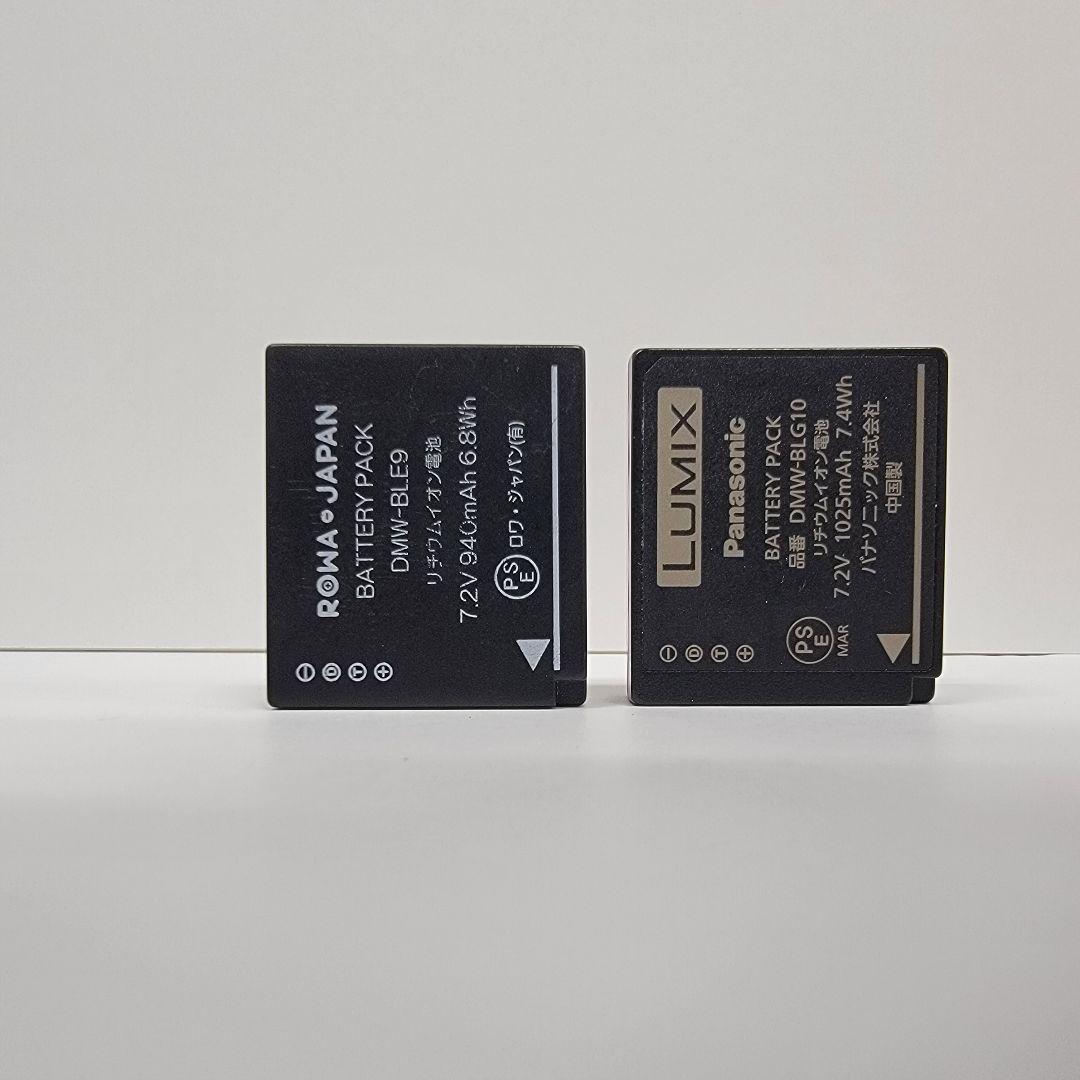 ROWA JAPAN
BATTERY PACK
DMW-BLE9
リチウムイオン電池
7.2V 940mAh 6.8Wh
PSE ロワ・ジャパン(有)
⊖ D T ⊕
LUMIX
Panasonic
BATTERY PACK
品番 DMW-BLG10
リチウムイオン電池
7.2V 1025mAh 7.4Wh
パナソニック株式会社
中国製
PSE
MAR
⊖ D T ⊕